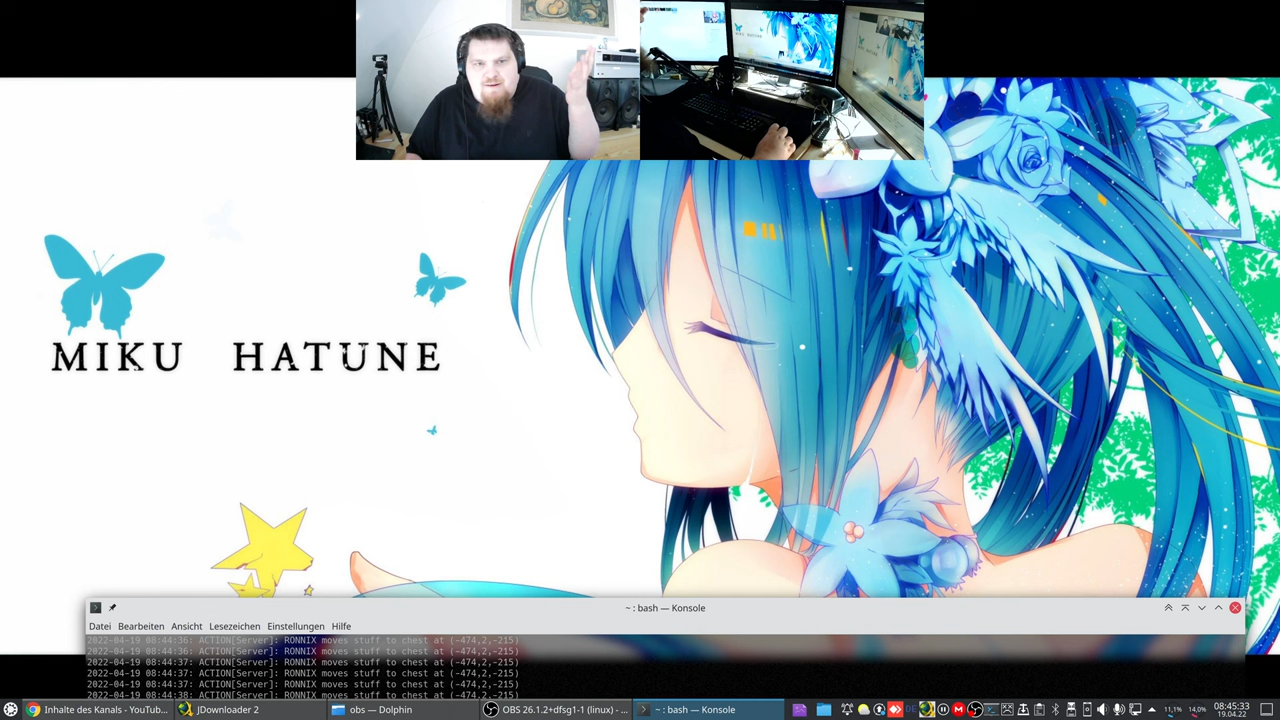 MIKU HATUNE
~ : bash — Konsole
Datei Bearbeiten Ansicht Lesezeichen Einstellungen Hilfe
2022-04-19 08:44:36: ACTION[Server]: RONNIX moves stuff to chest at (-474,2,-215)
2022-04-19 08:44:36: ACTION[Server]: RONNIX moves stuff to chest at (-474,2,-215)
2022-04-19 08:44:37: ACTION[Server]: RONNIX moves stuff to chest at (-474,2,-215)
2022-04-19 08:44:37: ACTION[Server]: RONNIX moves stuff to chest at (-474,2,-215)
2022-04-19 08:44:37: ACTION[Server]: RONNIX moves stuff to chest at (-474,2,-215)
2022-04-19 08:44:38: ACTION[Server]: RONNIX moves stuff to chest at (-474,2,-215)
Inhalte des Kanals - YouTub... JDownloader 2 obs — Dolphin OBS 26.1.2+dfsg1-1 (linux) - ... ~ : bash — Konsole DE 11,1% 14,0% 08:45:33
19.04.22